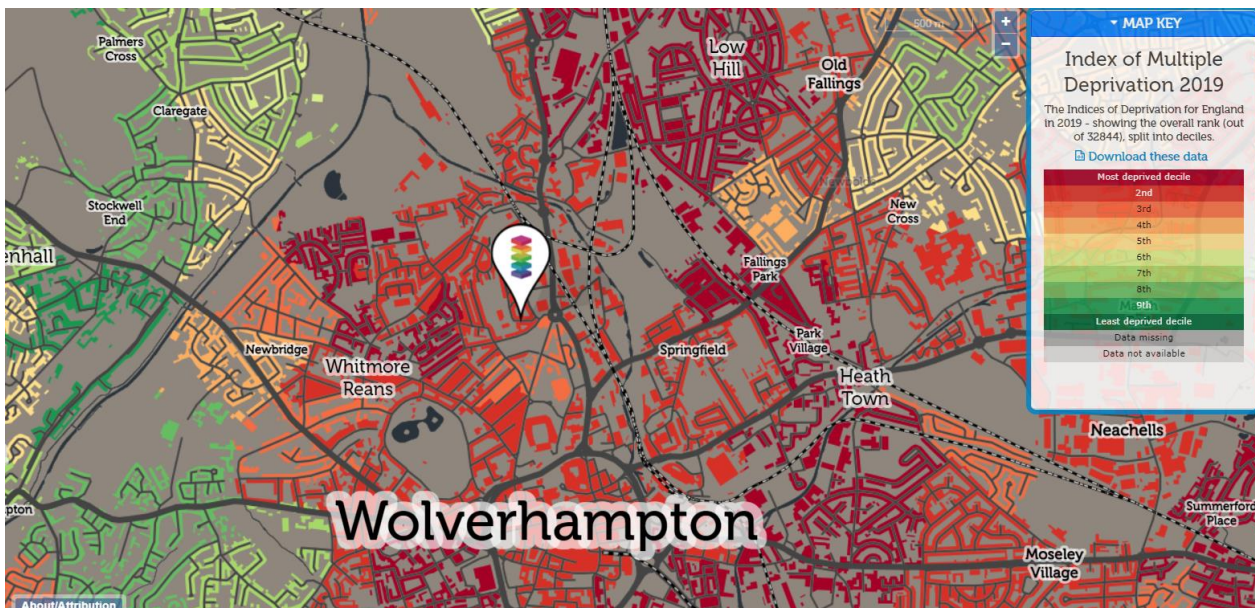 Palmers
Cross
Claregate
Stockwell
End
enhall
Newbridge
Whitmore
Reans
Low
Hill
Old
Fallings
500 m
+
−
New
Cross
Fallings
Park
Park
Village
Springfield
Heath
Town
Neachells
Summerford
Place
Moseley
Village
Wolverhampton
pton
About/Attribution
MAP KEY
Index of Multiple
Deprivation 2019
The Indices of Deprivation for England
in 2019 - showing the overall rank (out
of 32844), split into deciles.
Download these data
Most deprived decile
2nd
3rd
4th
5th
6th
7th
8th
9th
Least deprived decile
Data missing
Data not available